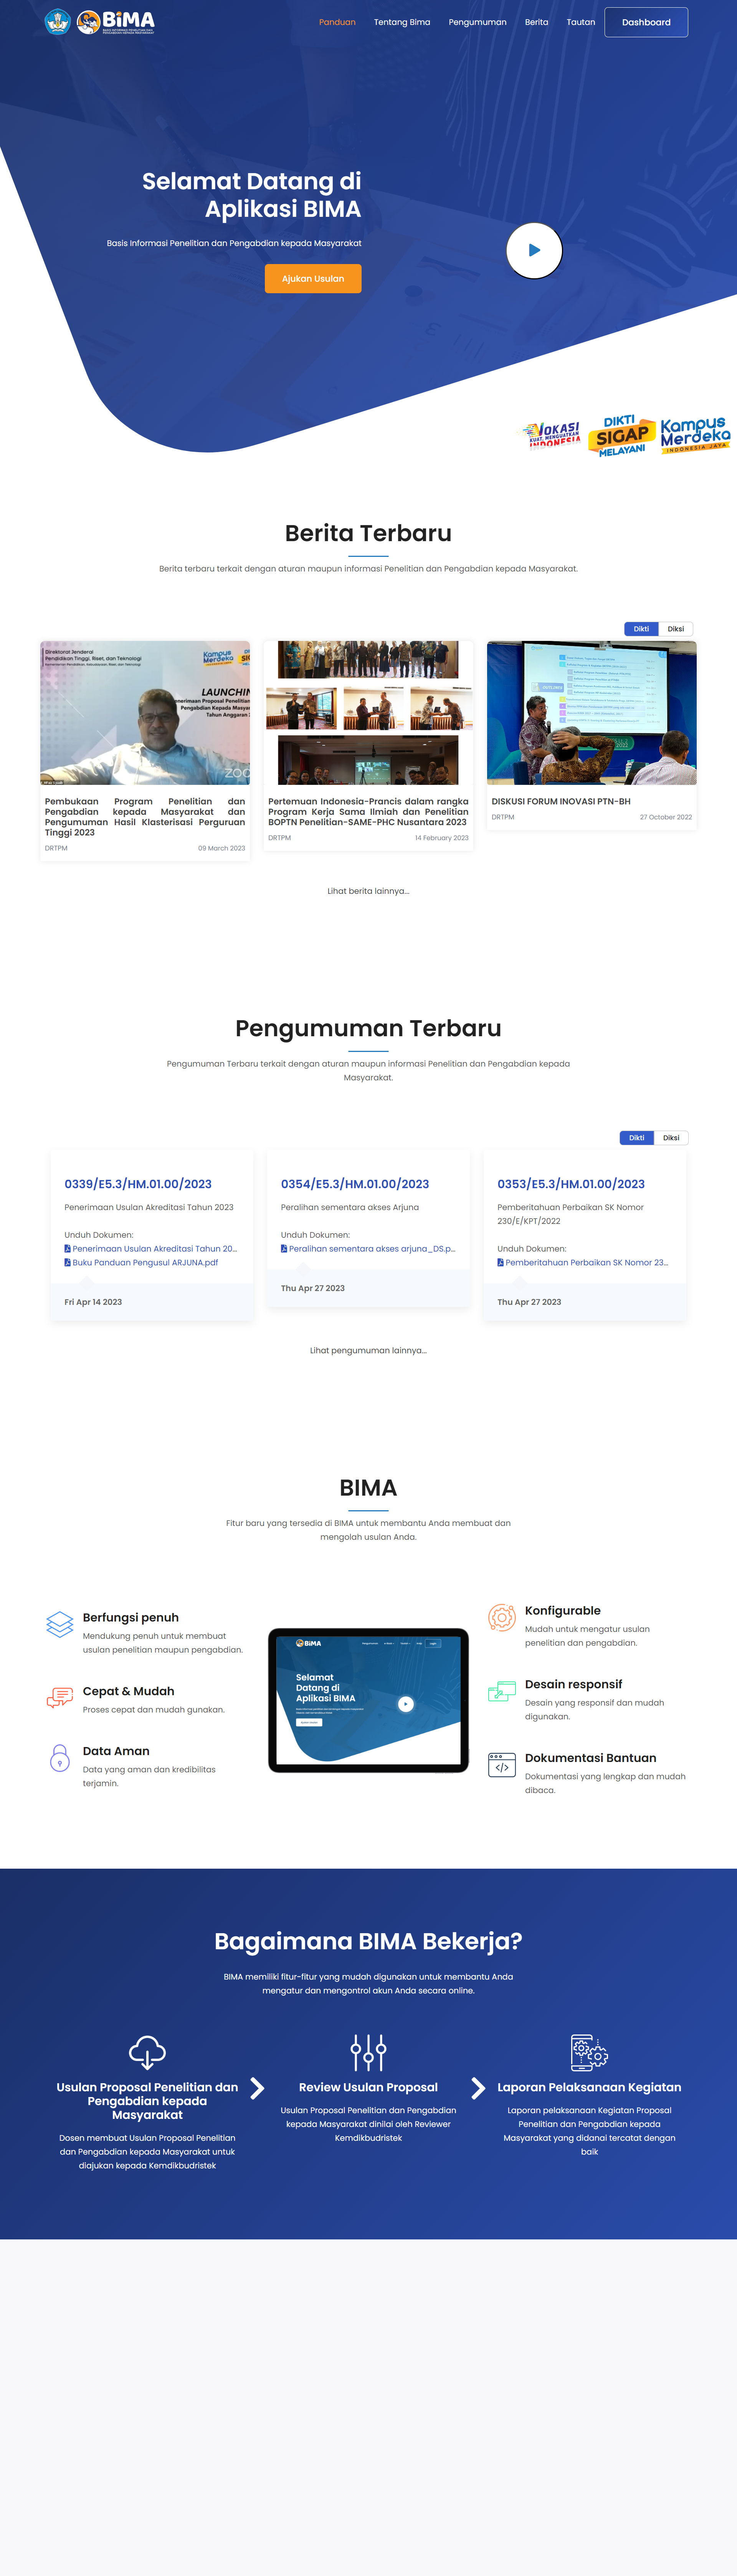 BiMA
BASIS INFORMASI PENELITIAN DAN
PENGABDIAN KEPADA MASYARAKAT
Panduan
Tentang Bima
Pengumuman
Berita
Tautan
Dashboard
Selamat Datang di
Aplikasi BIMA
Basis Informasi Penelitian dan Pengabdian kepada Masyarakat
Ajukan Usulan
VOKASI
KUAT, MENGUATKAN
INDONESIA
DIKTI
SIGAP
MELAYANI
Kampus
Merdeka
INDONESIA JAYA
Berita Terbaru
Berita terbaru terkait dengan aturan maupun informasi Penelitian dan Pengabdian kepada Masyarakat.
Dikti
Diksi
Direktorat Jenderal
Pendidikan Tinggi, Riset, dan Teknologi
Kampus
Merdeka
LAUNCHIN
Pembukaan Program Penelitian dan
Pengabdian kepada Masyarakat dan
Pengumuman Hasil Klasterisasi Perguruan
Tinggi 2023
DRTPM
09 March 2023
Pertemuan Indonesia-Prancis dalam rangka
Program Kerja Sama Ilmiah dan Penelitian
BOPTN Penelitian-SAME-PHC Nusantara 2023
DRTPM
14 February 2023
DISKUSI FORUM INOVASI PTN-BH
DRTPM
27 October 2022
Lihat berita lainnya...
Pengumuman Terbaru
Pengumuman Terbaru terkait dengan aturan maupun informasi Penelitian dan Pengabdian kepada
Masyarakat.
Dikti
Diksi
0339/E5.3/HM.01.00/2023
Penerimaan Usulan Akreditasi Tahun 2023
Unduh Dokumen:
Penerimaan Usulan Akreditasi Tahun 20...
Buku Panduan Pengusul ARJUNA.pdf
Fri Apr 14 2023
0354/E5.3/HM.01.00/2023
Peralihan sementara akses Arjuna
Unduh Dokumen:
Peralihan sementara akses arjuna_DS.p...
Thu Apr 27 2023
0353/E5.3/HM.01.00/2023
Pemberitahuan Perbaikan SK Nomor
230/E/KPT/2022
Unduh Dokumen:
Pemberitahuan Perbaikan SK Nomor 23...
Thu Apr 27 2023
Lihat pengumuman lainnya...
BIMA
Fitur baru yang tersedia di BIMA untuk membantu Anda membuat dan
mengolah usulan Anda.
Berfungsi penuh
Mendukung penuh untuk membuat
usulan penelitian maupun pengabdian.
Cepat & Mudah
Proses cepat dan mudah gunakan.
Data Aman
Data yang aman dan kredibilitas
terjamin.
BiMA
Selamat
Datang di
Aplikasi BIMA
Konfigurable
Mudah untuk mengatur usulan
penelitian dan pengabdian.
Desain responsif
Desain yang responsif dan mudah
digunakan.
Dokumentasi Bantuan
Dokumentasi yang lengkap dan mudah
dibaca.
Bagaimana BIMA Bekerja?
BIMA memiliki fitur-fitur yang mudah digunakan untuk membantu Anda
mengatur dan mengontrol akun Anda secara online.
Usulan Proposal Penelitian dan
Pengabdian kepada
Masyarakat
Dosen membuat Usulan Proposal Penelitian
dan Pengabdian kepada Masyarakat untuk
diajukan kepada Kemdikbudristek
Review Usulan Proposal
Usulan Proposal Penelitian dan Pengabdian
kepada Masyarakat dinilai oleh Reviewer
Kemdikbudristek
Laporan Pelaksanaan Kegiatan
Laporan pelaksanaan Kegiatan Proposal
Penelitian dan Pengabdian kepada
Masyarakat yang didanai tercatat dengan
baik